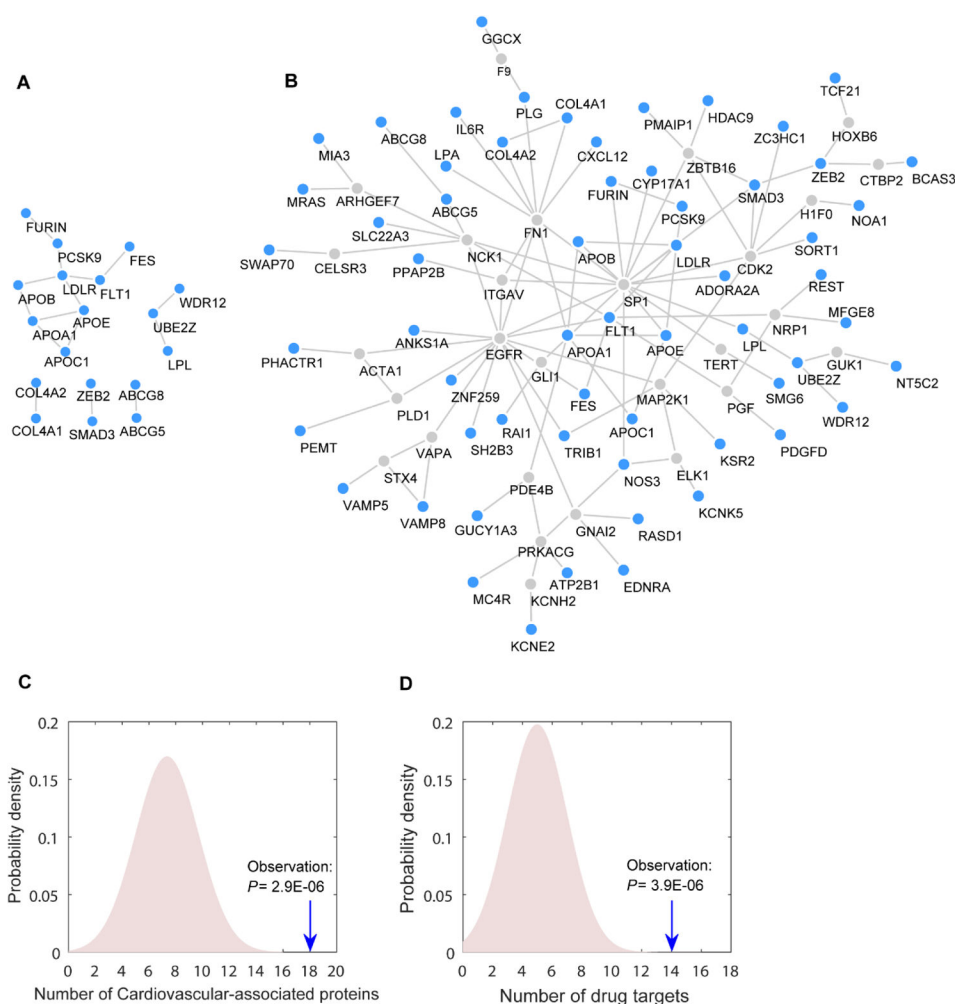 A
FURIN
PCSK9
FES
LDLR
FLT1
APOB
APOA1
APOE
APOC1
WDR12
UBE2Z
LPL
COL4A2
ZEB2
ABCG8
COL4A1
SMAD3
ABCG5
B
GGCX
F9
PLG
COL4A1
IL6R
COL4A2
CXCL12
ABCG8
LPA
MIA3
MRAS
ARHGEF7
ABCG5
SLC22A3
FN1
NCK1
SWAP70
CELSR3
PPAP2B
ITGAV
PMAIP1
HDAC9
ZC3HC1
TCF21
HOXB6
ZBTB16
CYP17A1
FURIN
PCSK9
SMAD3
ZEB2
CTBP2
BCAS3
H1F0
NOA1
SORT1
APOB
LDLR
CDK2
SP1
ADORA2A
REST
FLT1
NRP1
MFGE8
ANKS1A
EGFR
APOA1
APOE
LPL
TERT
GUK1
UBE2Z
NT5C2
PHACTR1
ACTA1
GLI1
MAP2K1
SMG6
WDR12
PLD1
ZNF259
FES
PGF
PEMT
RAI1
APOC1
PDGFD
VAPA
SH2B3
TRIB1
KSR2
STX4
PDE4B
NOS3
ELK1
VAMP5
VAMP8
GUCY1A3
GNAI2
KCNK5
RASD1
PRKACG
MC4R
ATP2B1
EDNRA
KCNH2
KCNE2
C
0.2
0.15
0.1
0.05
0
Probability density
Observation:
P= 2.9E-06
0 2 4 6 8 10 12 14 16 18 20
Number of Cardiovascular-associated proteins
D
0.2
0.15
0.1
0.05
0
Probability density
Observation:
P= 3.9E-06
0 2 4 6 8 10 12 14 16 18
Number of drug targets